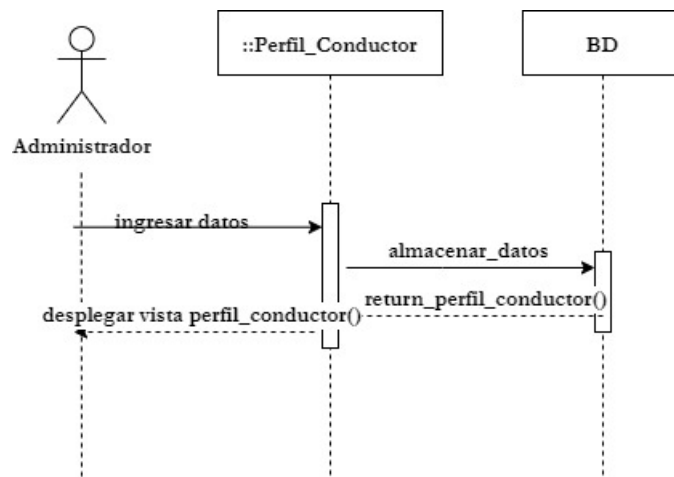 ::Perfil_Conductor
BD
Administrador
ingresar datos
almacenar_datos
return_perfil_conductor()
desplegar vista perfil_conductor()